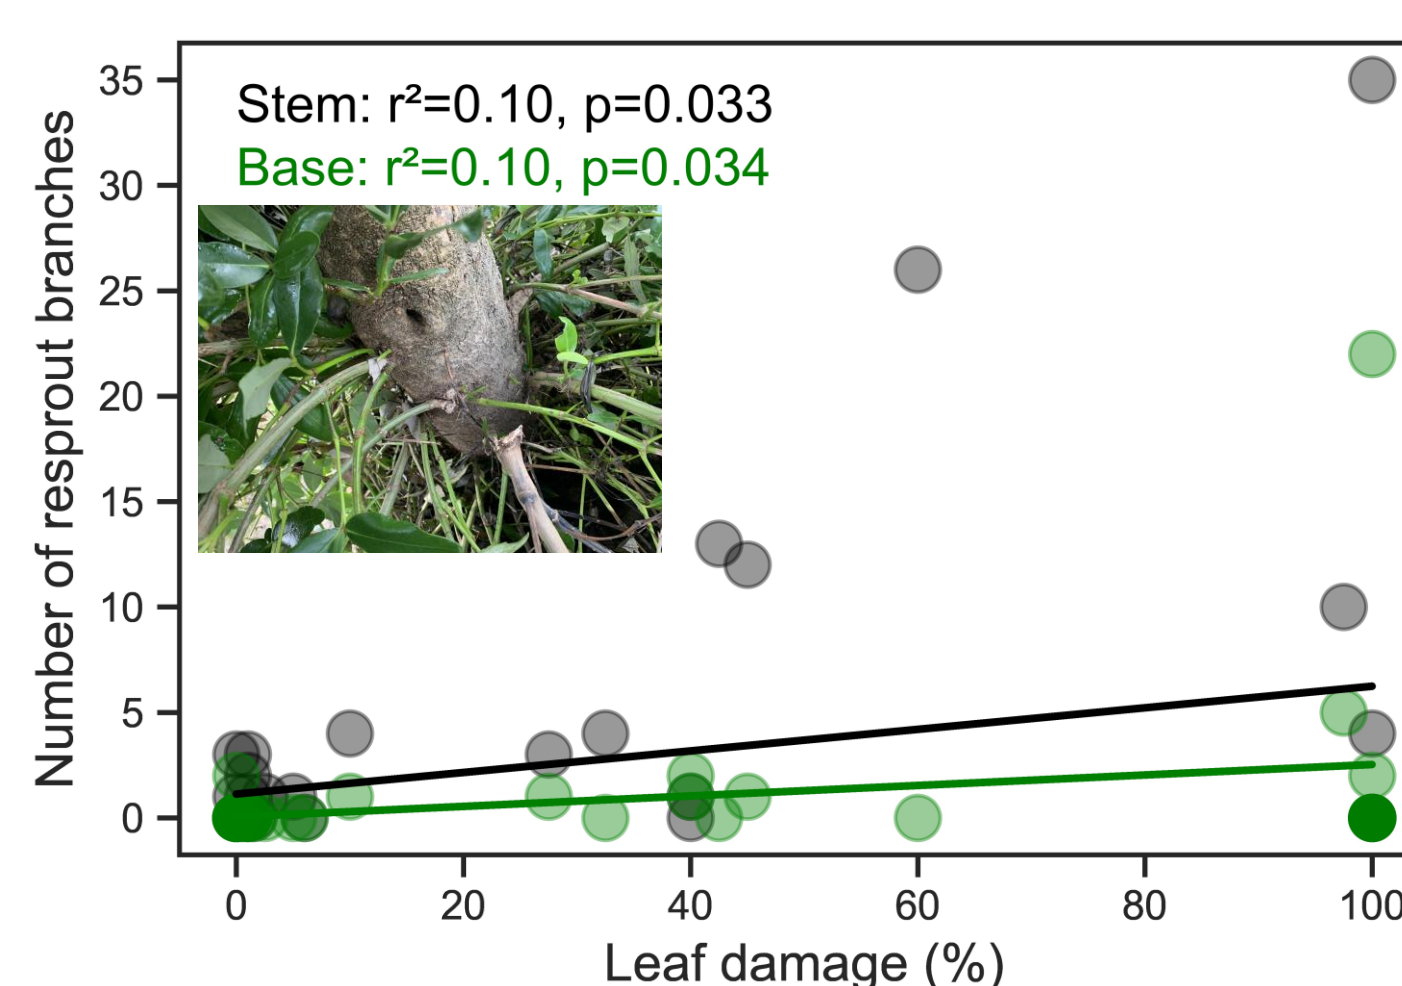 Stem: r²=0.10, p=0.033
Base: r²=0.10, p=0.034
Number of resprout branches
35
30
25
20
15
10
5
0
0 20 40 60 80 100
Leaf damage (%)